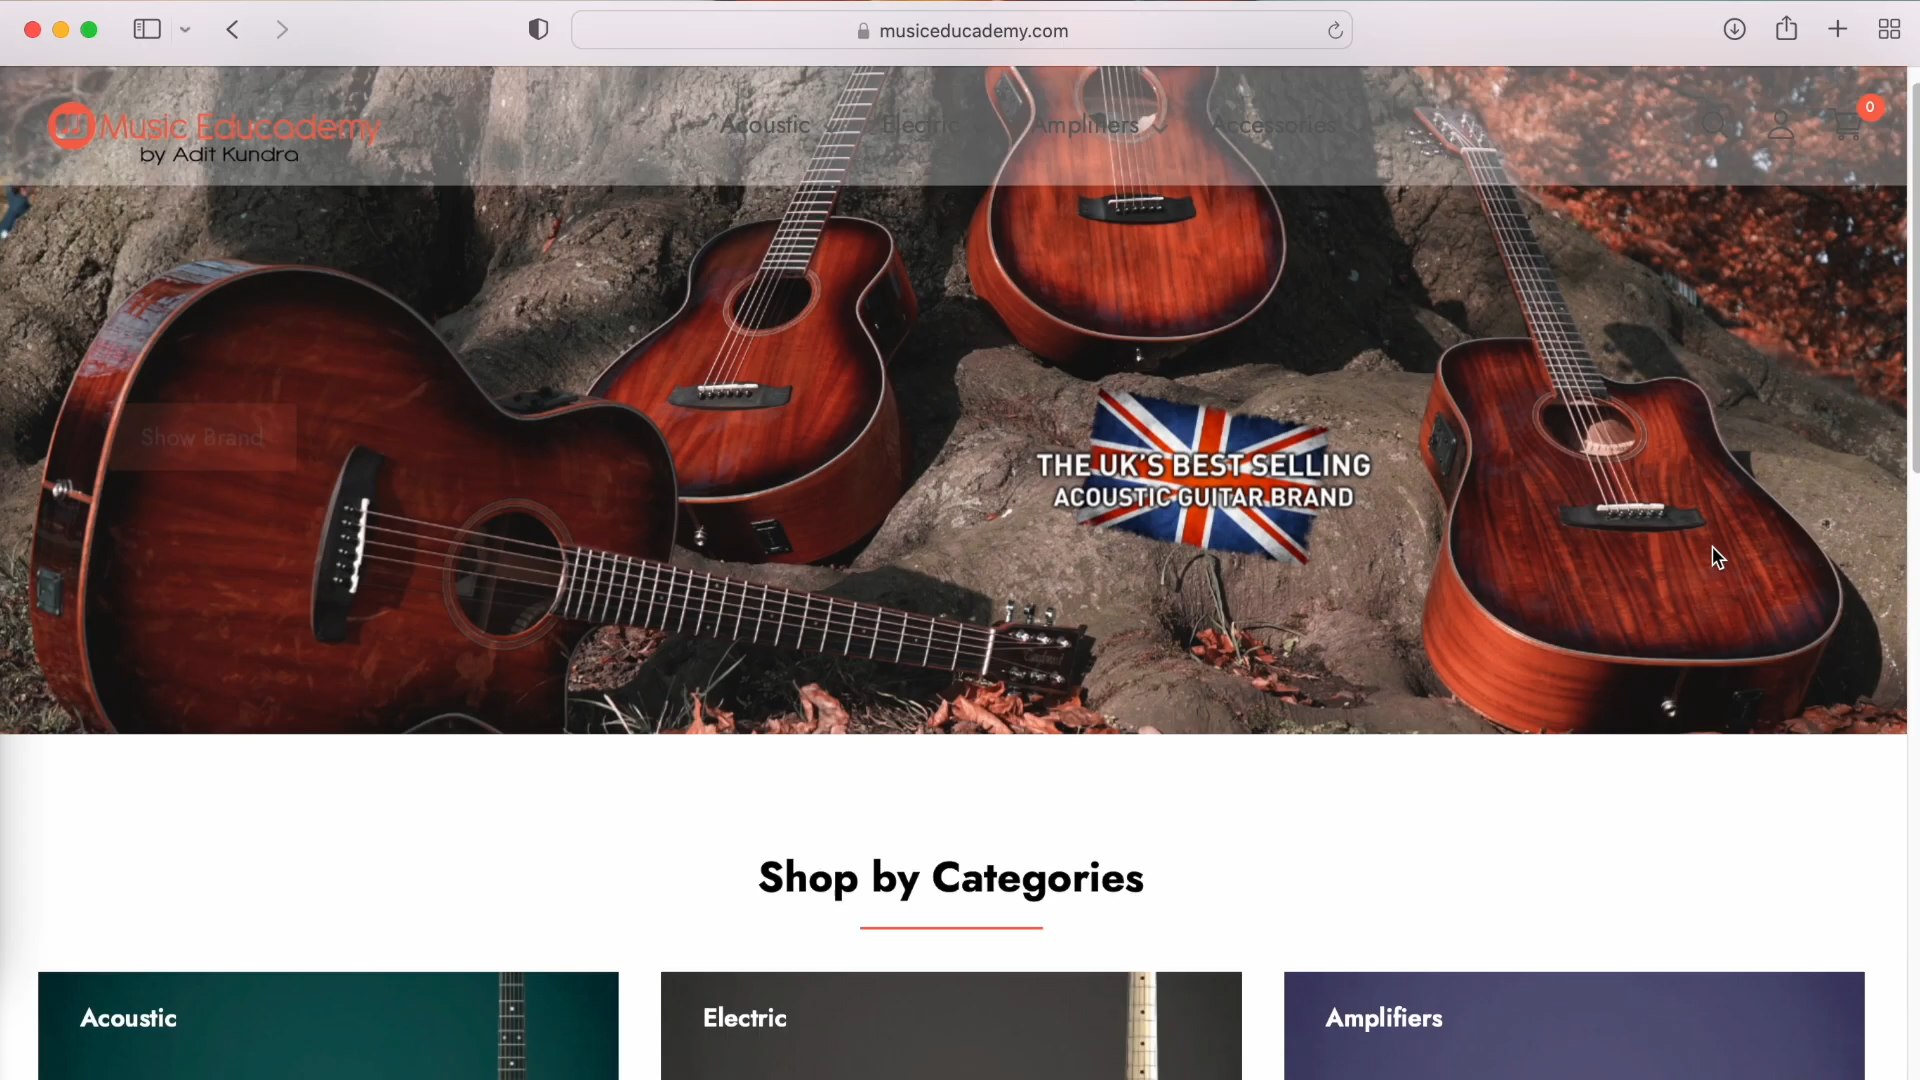 musiceducademy.com
Music Educademy
by Adit Kundra
Acoustic
Electric
Amplifiers
Accessories
0
Show Brand
THE UK'S BEST SELLING
ACOUSTIC GUITAR BRAND
Shop by Categories
Acoustic
Electric
Amplifiers